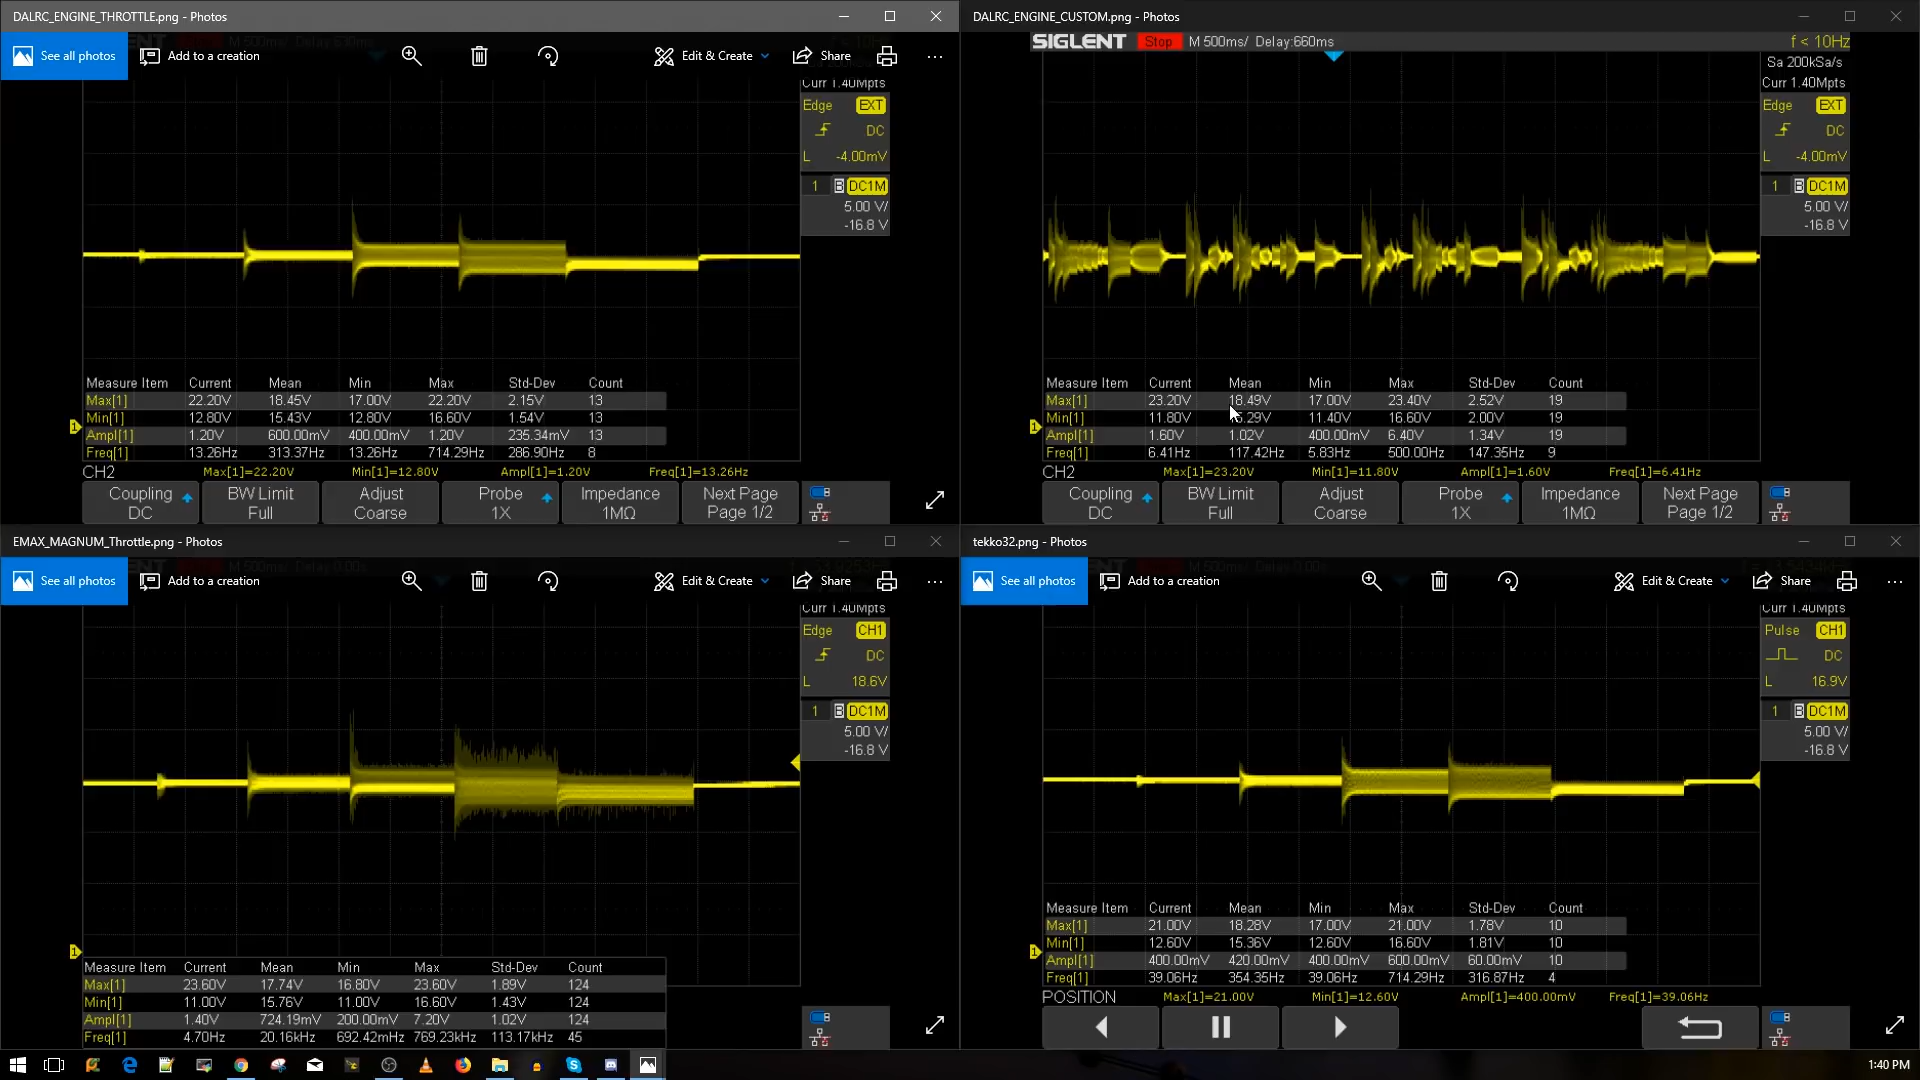 DALRC_ENGINE_THROTTLE.png - Photos
See all photos
Add to a creation
Edit & Create
Share
Curr 1.40Mpts
Edge EXT
DC
L -4.00mV
1 B DC1M
5.00 V/
-16.8 V
Measure Item Current Mean Min Max Std-Dev Count
Max[1] 22.20V 18.45V 17.00V 22.20V 2.15V 13
Min[1] 12.80V 15.43V 12.80V 16.60V 1.54V 13
Ampl[1] 1.20V 600.00mV 400.00mV 1.20V 235.34mV 13
Freq[1] 13.26Hz 313.37Hz 13.26Hz 714.29Hz 286.90Hz 8
CH2 Max[1]=22.20V Min[1]=12.80V Ampl[1]=1.20V Freq[1]=13.26Hz
Coupling DC
BW Limit Full
Adjust Coarse
Probe 1X
Impedance 1MΩ
Next Page Page 1/2
DALRC_ENGINE_CUSTOM.png - Photos
SIGLENT Stop M 500ms/ Delay:660ms
f < 10Hz
Sa 200kSa/s
Curr 1.40Mpts
Edge EXT
DC
L -4.00mV
1 B DC1M
5.00 V/
-16.8 V
Measure Item Current Mean Min Max Std-Dev Count
Max[1] 23.20V 18.49V 17.00V 23.40V 2.52V 19
Min[1] 11.80V .29V 11.40V 16.60V 2.00V 19
Ampl[1] 1.60V 1.02V 400.00mV 6.40V 1.34V 19
Freq[1] 6.41Hz 117.42Hz 5.83Hz 500.00Hz 147.35Hz 9
CH2 Max[1]=23.20V Min[1]=11.80V Ampl[1]=1.60V Freq[1]=6.41Hz
Coupling DC
BW Limit Full
Adjust Coarse
Probe 1X
Impedance 1MΩ
Next Page Page 1/2
EMAX_MAGNUM_Throttle.png - Photos
See all photos
Add to a creation
Edit & Create
Share
Curr 1.40Mpts
Edge CH1
DC
L 18.6V
1 B DC1M
5.00 V/
-16.8 V
Measure Item Current Mean Min Max Std-Dev Count
Max[1] 23.60V 17.74V 16.80V 23.60V 1.89V 124
Min[1] 11.00V 15.76V 11.00V 16.60V 1.43V 124
Ampl[1] 1.40V 724.19mV 200.00mV 7.20V 1.02V 124
Freq[1] 4.70Hz 20.16kHz 692.42mHz 769.23kHz 113.17kHz 45
tekko32.png - Photos
See all photos
Add to a creation
Edit & Create
Share
Curr 1.40Mpts
Pulse CH1
DC
L 16.9V
1 B DC1M
5.00 V/
-16.8 V
Measure Item Current Mean Min Max Std-Dev Count
Max[1] 21.00V 18.28V 17.00V 21.00V 1.78V 10
Min[1] 12.60V 15.36V 12.60V 16.60V 1.81V 10
Ampl[1] 400.00mV 420.00mV 400.00mV 600.00mV 60.00mV 10
Freq[1] 39.06Hz 354.35Hz 39.06Hz 714.29Hz 316.87Hz 4
POSITION Max[1]=21.00V Min[1]=12.60V Ampl[1]=400.00mV Freq[1]=39.06Hz
1:40 PM